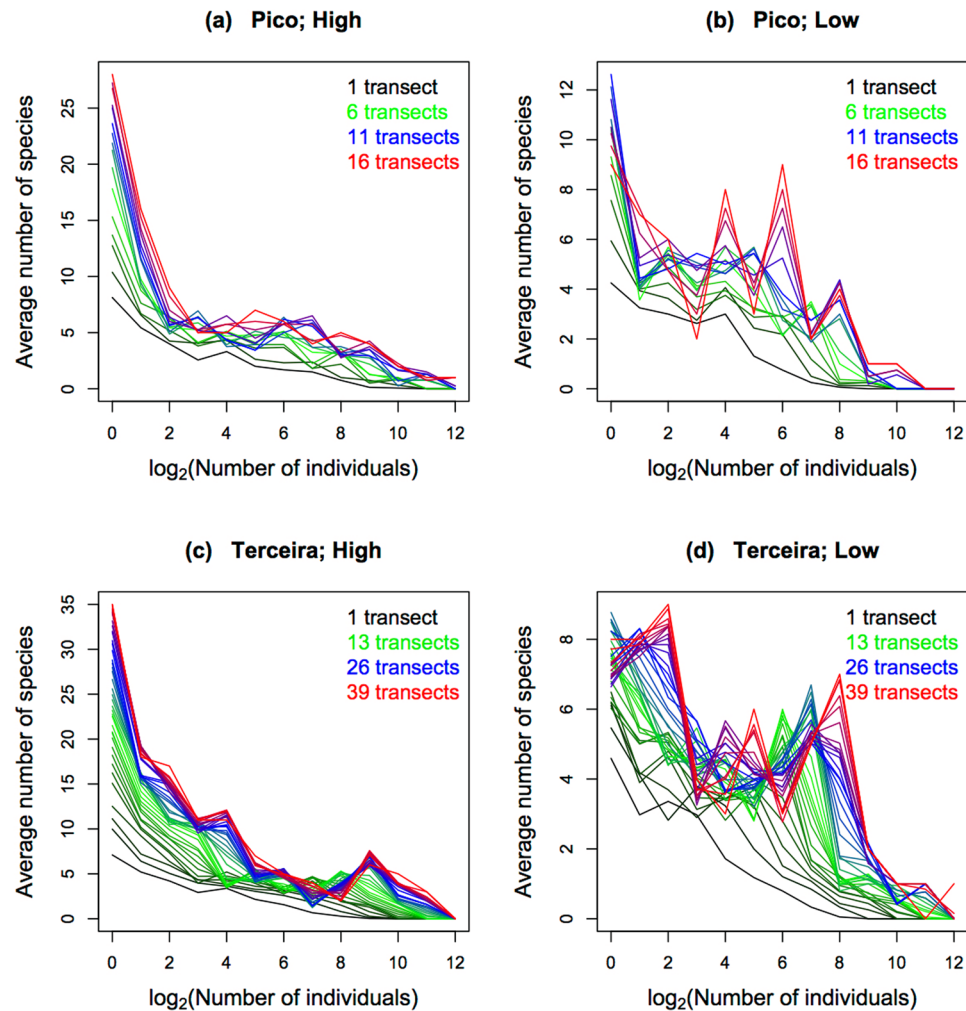 (a) Pico; High
Average number of species
25
20
15
10
5
0
1 transect
6 transects
11 transects
16 transects
0 2 4 6 8 10 12
log₂(Number of individuals)
(b) Pico; Low
Average number of species
12
10
8
6
4
2
0
1 transect
6 transects
11 transects
16 transects
0 2 4 6 8 10 12
log₂(Number of individuals)
(c) Terceira; High
Average number of species
35
30
25
20
15
10
5
0
1 transect
13 transects
26 transects
39 transects
0 2 4 6 8 10 12
log₂(Number of individuals)
(d) Terceira; Low
Average number of species
8
6
4
2
0
1 transect
13 transects
26 transects
39 transects
0 2 4 6 8 10 12
log₂(Number of individuals)